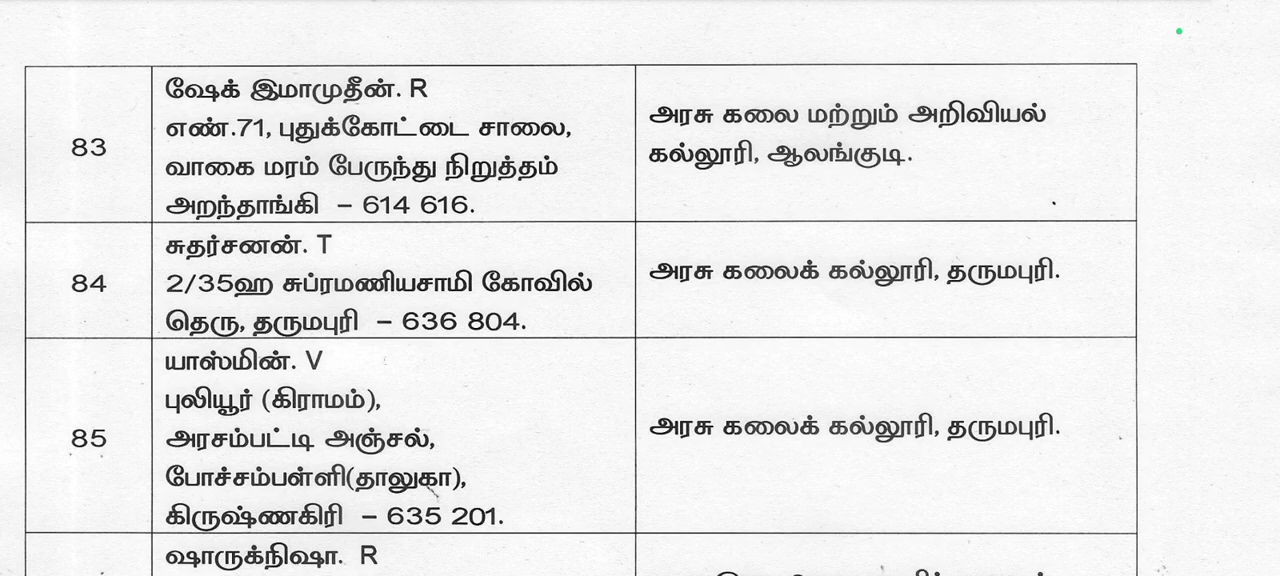 83
ஷேக் இமாமுதீன். R
எண்.71, புதுக்கோட்டை சாலை,
வாகை மரம் பேருந்து நிறுத்தம்
அறந்தாங்கி – 614 616.
அரசு கலை மற்றும் அறிவியல்
கல்லூரி, ஆலங்குடி.
84
சுதர்சனன். T
2/35ஹ சுப்ரமணியசாமி கோவில்
தெரு, தருமபுரி – 636 804.
அரசு கலைக் கல்லூரி, தருமபுரி.
85
யாஸ்மின். V
புலியூர் (கிராமம்),
அரசம்பட்டி அஞ்சல்,
போச்சம்பள்ளி(தாலுகா),
கிருஷ்ணகிரி – 635 201.
அரசு கலைக் கல்லூரி, தருமபுரி.
ஷாருக்நிஷா. R